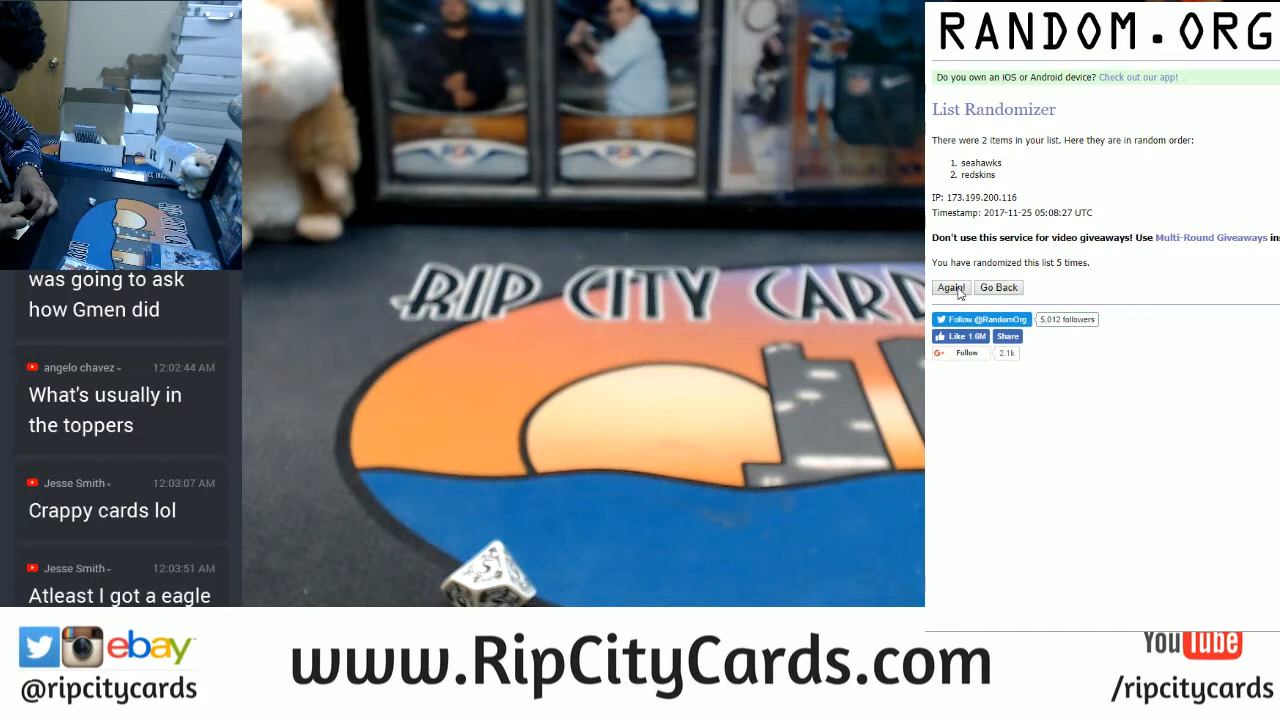 was going to ask
how Gmen did
angelo chavez 12:02:44 AM
What's usually in
the toppers
Jesse Smith 12:03:07 AM
Crappy cards lol
Jesse Smith 12:03:51 AM
Atleast I got a eagle
RIP CITY CARD
RANDOM.ORG
Do you own an iOS or Android device? Check out our app!
List Randomizer
There were 2 items in your list. Here they are in random order:
1. seahawks
2. redskins
IP: 173.199.200.116
Timestamp: 2017-11-25 05:08:27 UTC
Don't use this service for video giveaways! Use Multi-Round Giveaways in
You have randomized this list 5 times.
Again! Go Back
Follow @RandomOrg 5,012 followers
Like 1.6M Share
G+ Follow 2.1k
ebay
@ripcitycards
www.RipCityCards.com
YouTube
/ripcitycards